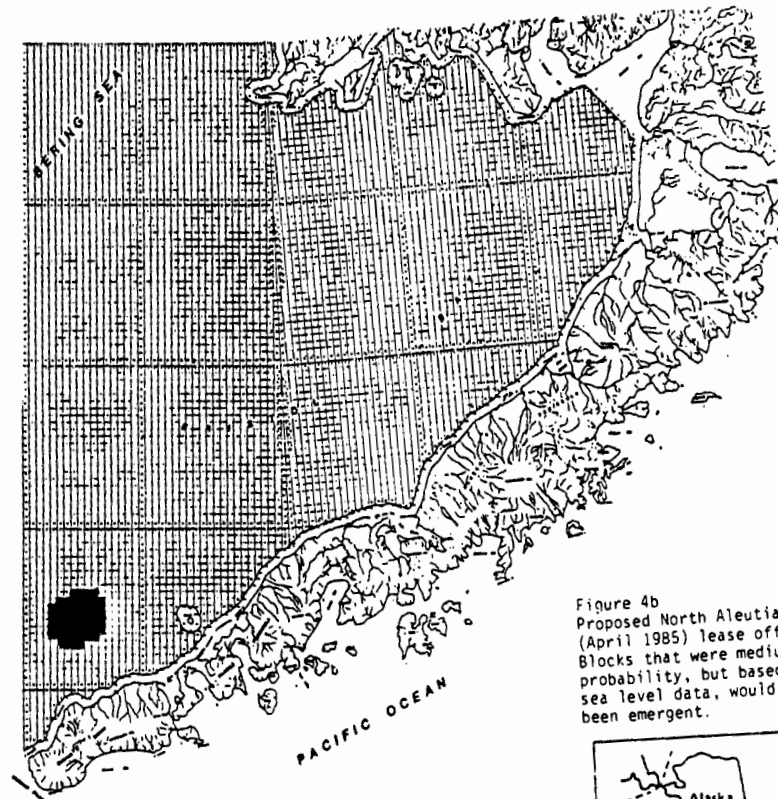 BERING SEA
PACIFIC OCEAN
Figure 4b
Proposed North Aleutia
(April 1985) lease off
Blocks that were mediu
probability, but based
sea level data, would
been emergent.
Alaska